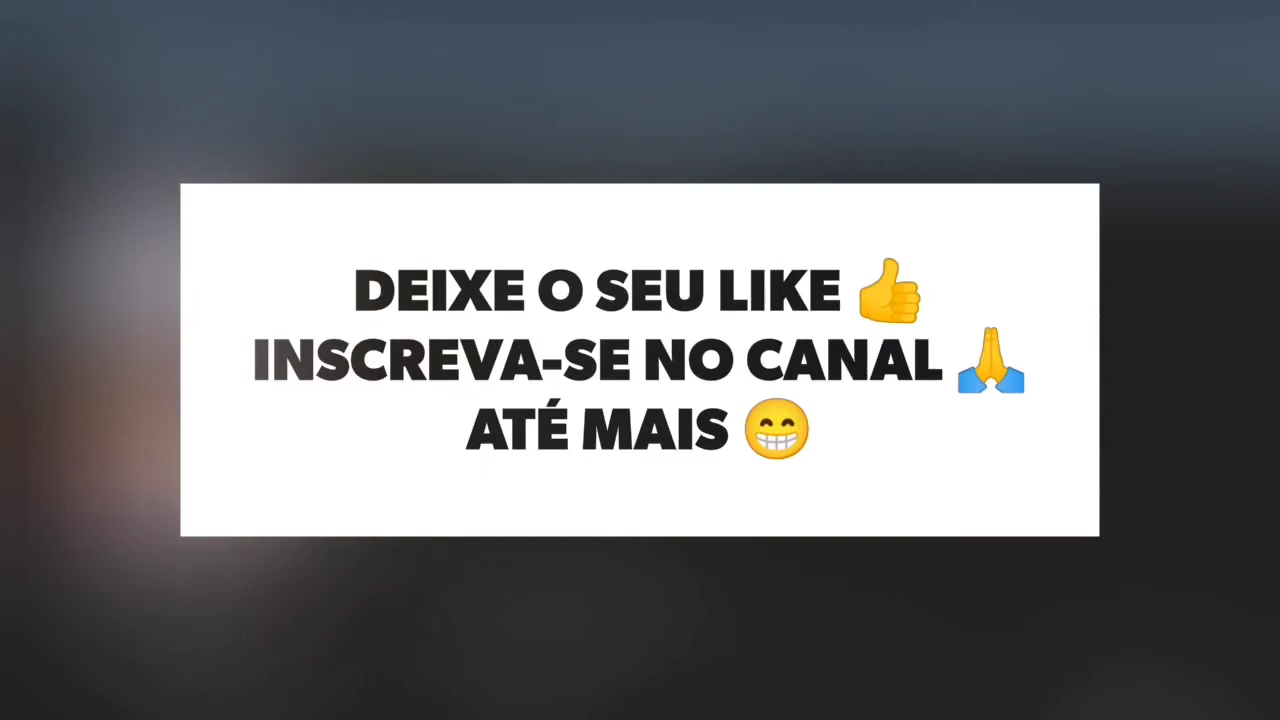 DEIXE O SEU LIKE 👍
INSCREVA-SE NO CANAL 🙏
ATÉ MAIS 😁